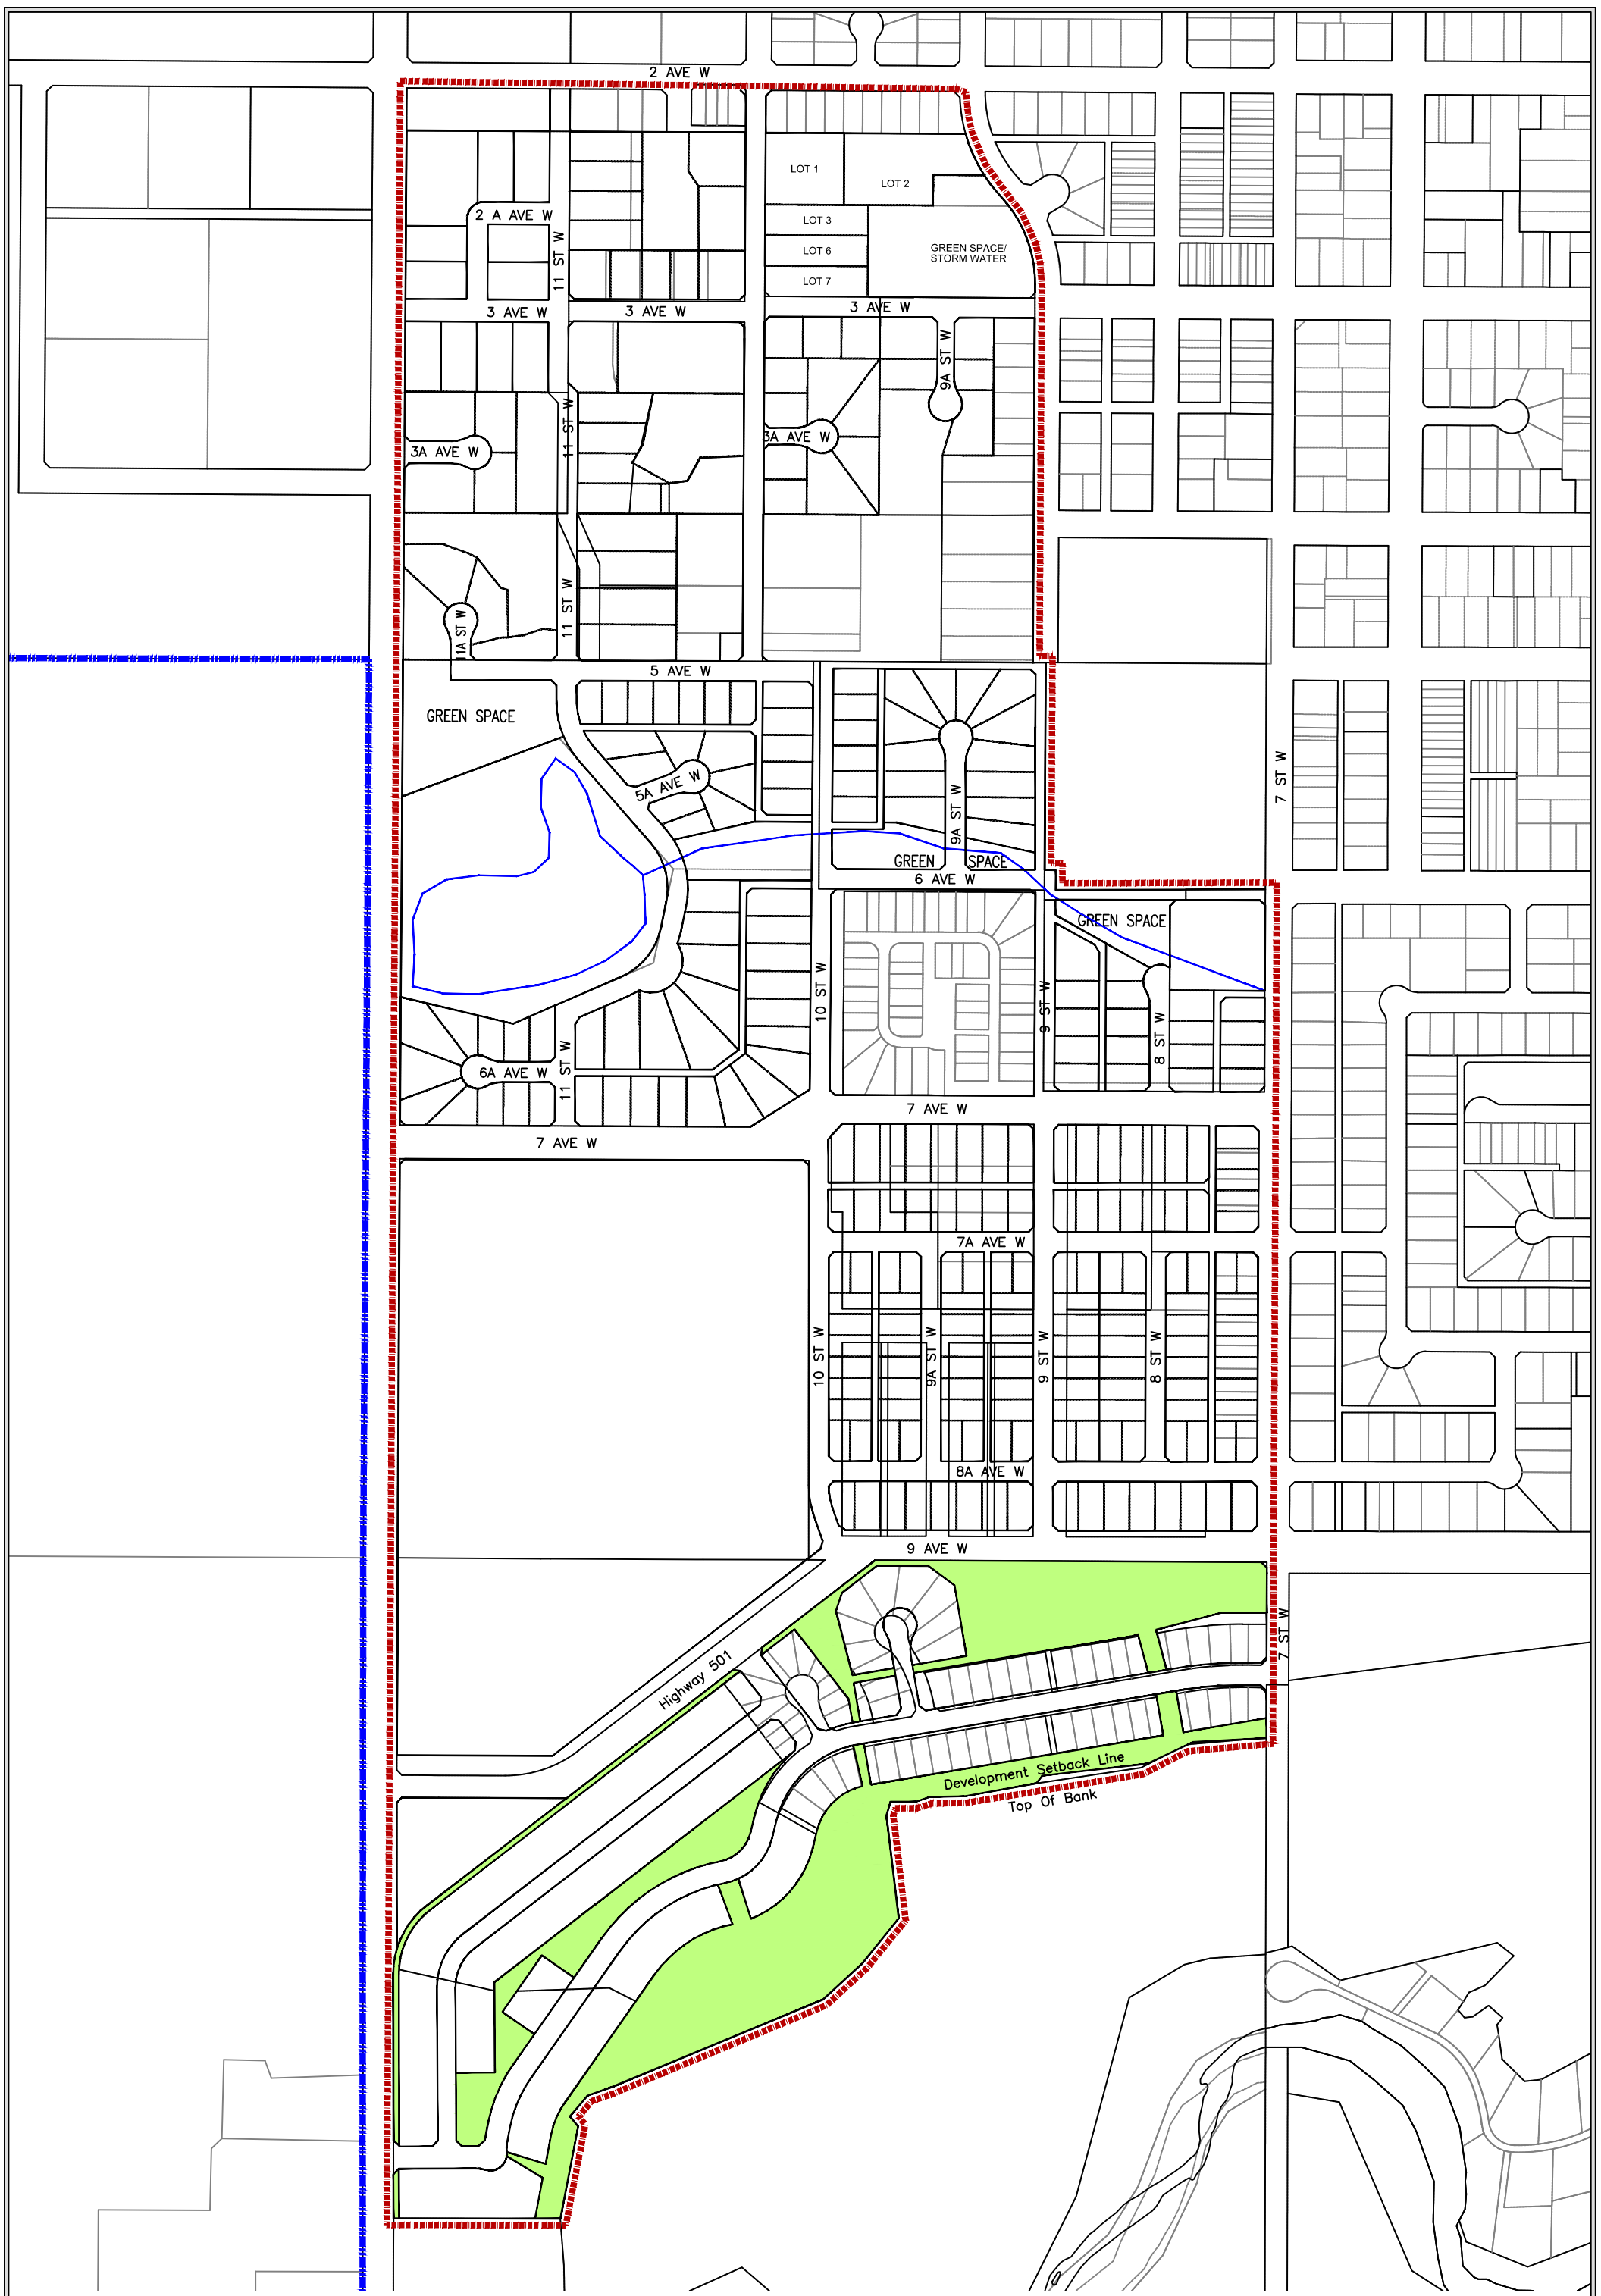 2 AVE W
LOT 1
LOT 2
2 A AVE W
LOT 3
11 ST W
LOT 6
GREEN SPACE/
STORM WATER
LOT 7
3 AVE W
3 AVE W
3 AVE W
9A ST W
11 ST W
3A AVE W
3A AVE W
11 ST W
11A ST W
5 AVE W
GREEN SPACE
7 ST W
5A AVE W
9A ST W
GREEN SPACE
6 AVE W
GREEN SPACE
10 ST W
9 ST W
8 ST W
11 ST W
6A AVE W
7 AVE W
7 AVE W
7A AVE W
10 ST W
9A ST W
9 ST W
8 ST W
8A AVE W
9 AVE W
7 ST W
Highway 501
Development Setback Line
Top Of Bank